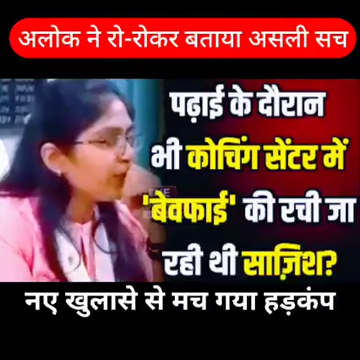 अलोक ने रो-रोकर बताया असली सच
पढ़ाई के दौरान
भी कोचिंग सेंटर में
'बेवफाई' की रची जा
रही थी साज़िश?
नए खुलासे से मच गया हड़कंप